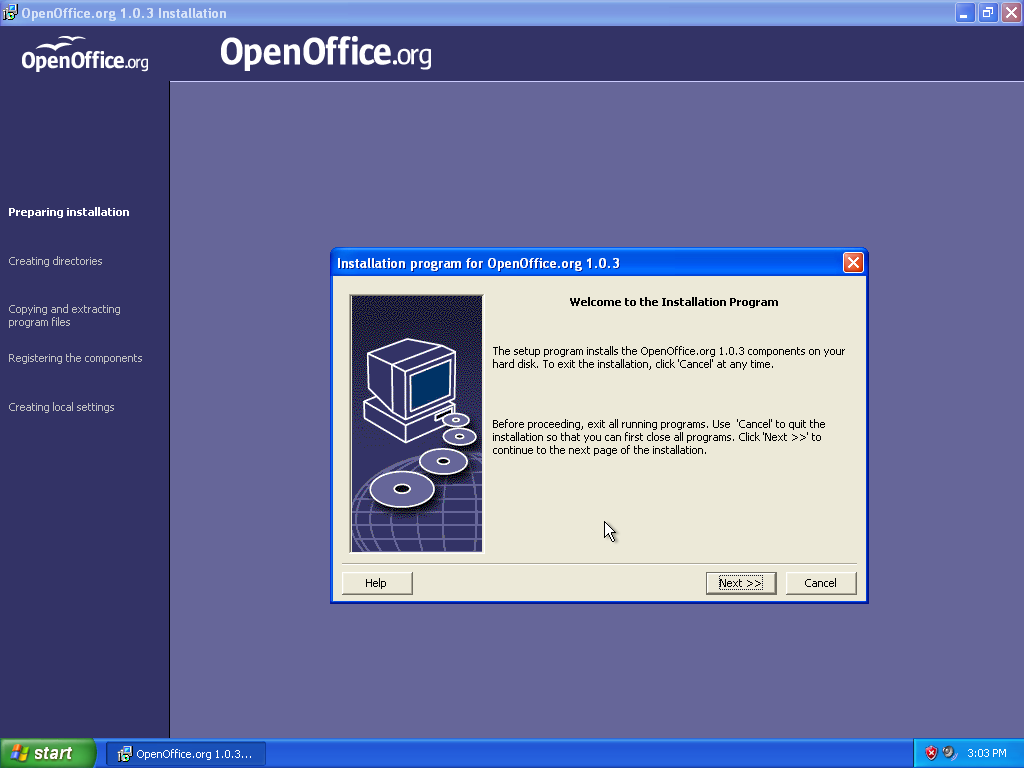 OpenOffice.org 1.0.3 Installation
OpenOffice.org
OpenOffice.org
Preparing installation
Creating directories
Copying and extracting
program files
Registering the components
Creating local settings
Installation program for OpenOffice.org 1.0.3
Welcome to the Installation Program
The setup program installs the OpenOffice.org 1.0.3 components on your
hard disk. To exit the installation, click 'Cancel' at any time.
Before proceeding, exit all running programs. Use  'Cancel' to quit the
installation so that you can first close all programs. Click 'Next >>' to
continue to the next page of the installation.
Help
Next >>
Cancel
start
OpenOffice.org 1.0.3...
3:03 PM